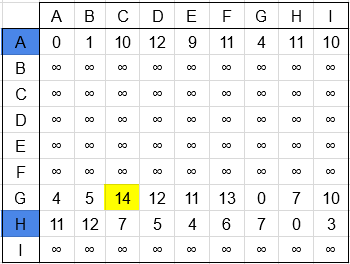 A B C D E F G H I
A 0 1 10 12 9 11 4 11 10
B ∞ ∞ ∞ ∞ ∞ ∞ ∞ ∞ ∞
C ∞ ∞ ∞ ∞ ∞ ∞ ∞ ∞ ∞
D ∞ ∞ ∞ ∞ ∞ ∞ ∞ ∞ ∞
E ∞ ∞ ∞ ∞ ∞ ∞ ∞ ∞ ∞
F ∞ ∞ ∞ ∞ ∞ ∞ ∞ ∞ ∞
G 4 5 14 12 11 13 0 7 10
H 11 12 7 5 4 6 7 0 3
I ∞ ∞ ∞ ∞ ∞ ∞ ∞ ∞ ∞